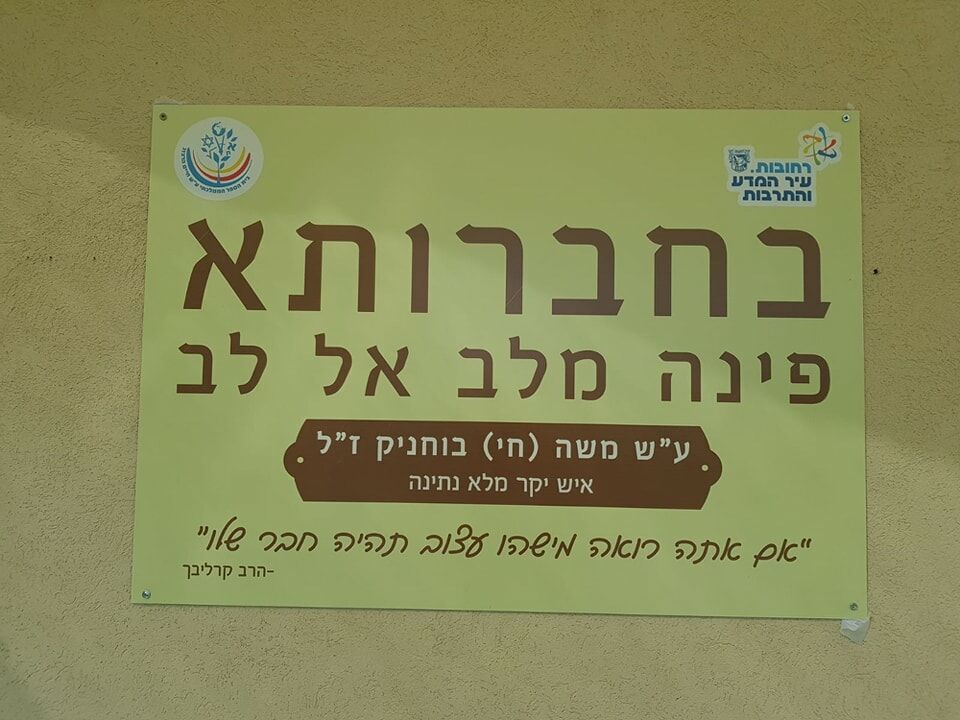 רחובות.
עיר המדע
והתרבות
בחברותא
פינה מלב אל לב
ע"ש משה (חי) בוחניק ז"ל
איש יקר מלא נתינה
"אם אתה רואה מישהו עצוב תהיה חבר שלו"
-הרב קרליבך